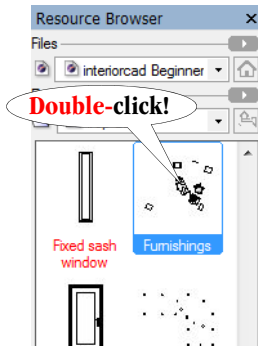 Resource Browser
Files
interiorcad Beginner
Double-click!
Fixed sash
window
Furnishings